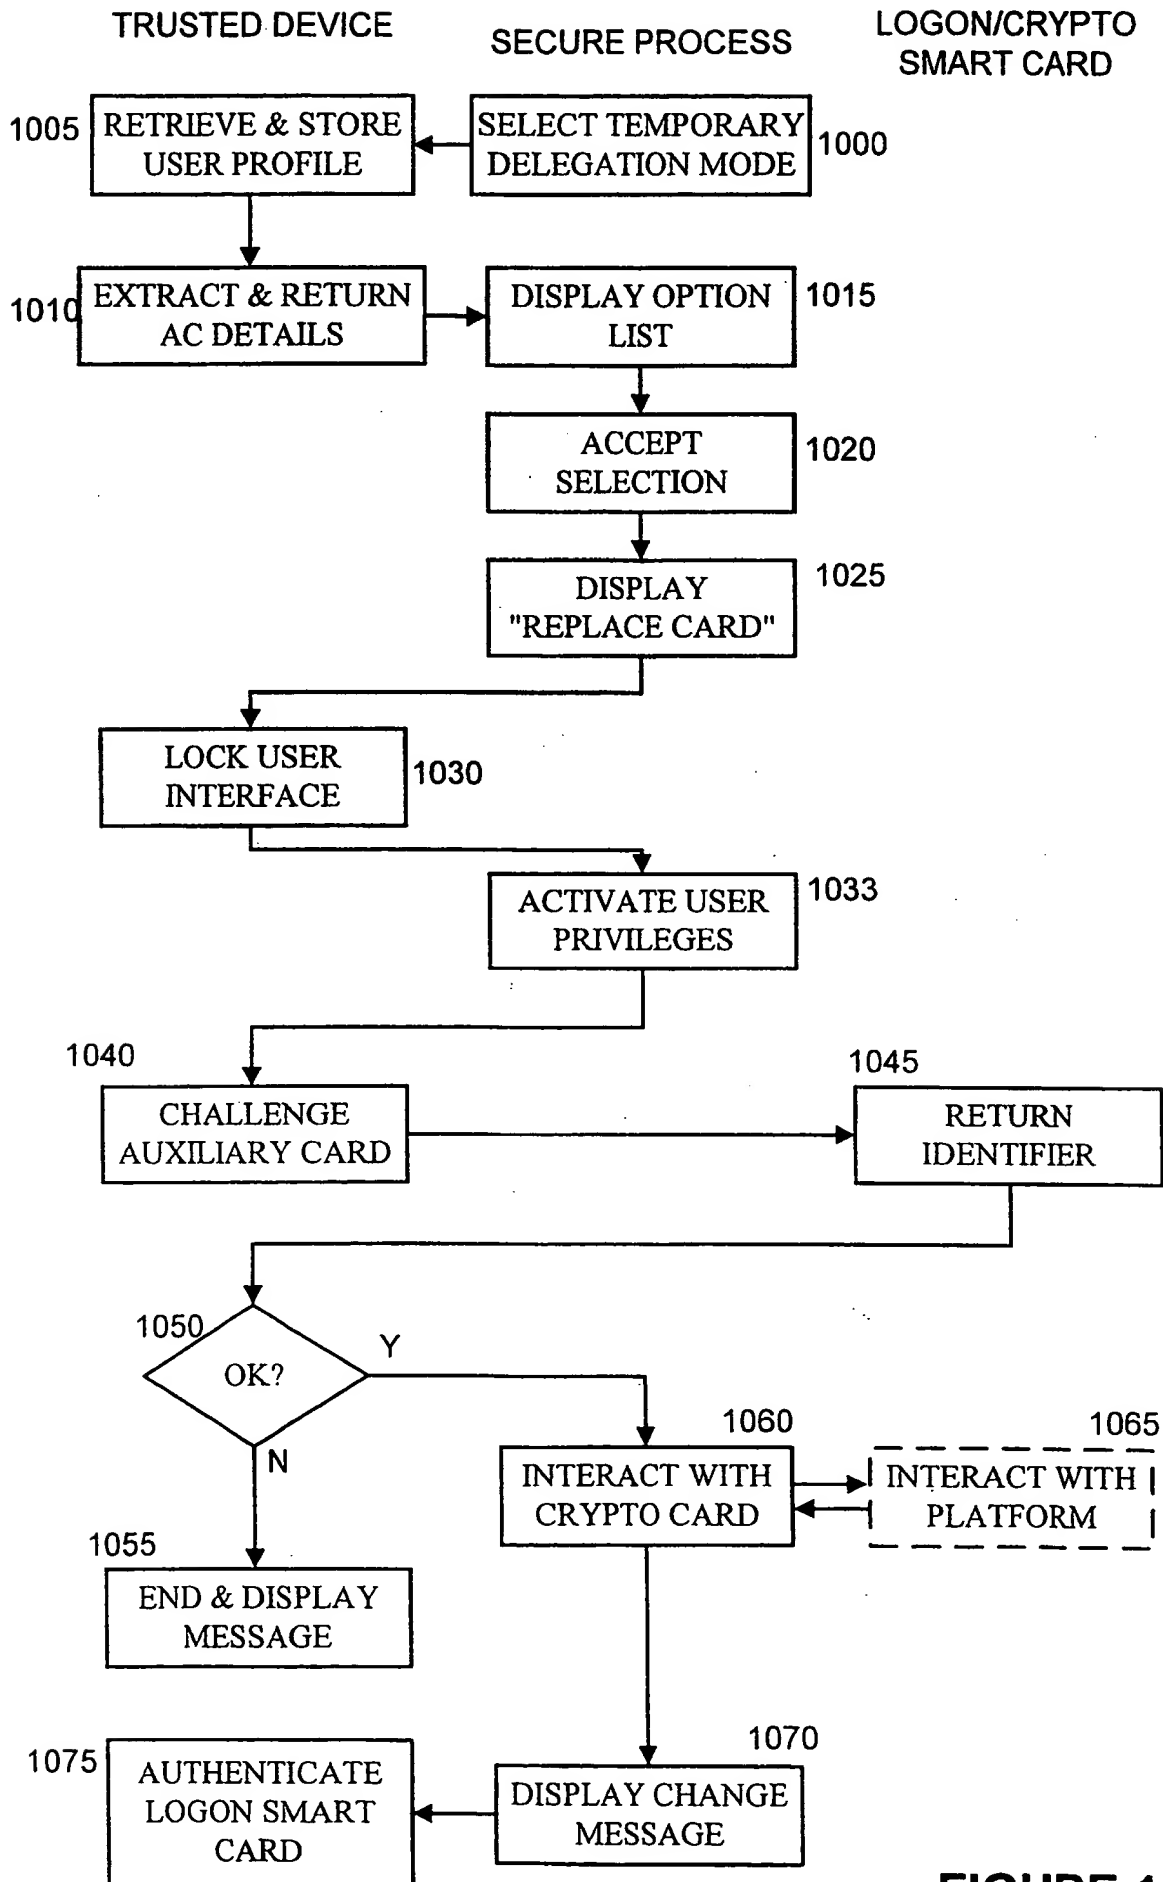 TRUSTED DEVICE
SECURE PROCESS
LOGON/CRYPTO
SMART CARD
1005
RETRIEVE & STORE
USER PROFILE
SELECT TEMPORARY
DELEGATION MODE
1000
1010
EXTRACT & RETURN
AC DETAILS
DISPLAY OPTION
LIST
1015
ACCEPT
SELECTION
1020
DISPLAY
"REPLACE CARD"
1025
LOCK USER
INTERFACE
1030
ACTIVATE USER
PRIVILEGES
1033
1040
CHALLENGE
AUXILIARY CARD
1045
RETURN
IDENTIFIER
1050
OK?
Y
N
1060
INTERACT WITH
CRYPTO CARD
1065
INTERACT WITH
PLATFORM
1055
END & DISPLAY
MESSAGE
1070
DISPLAY CHANGE
MESSAGE
1075
AUTHENTICATE
LOGON SMART
CARD